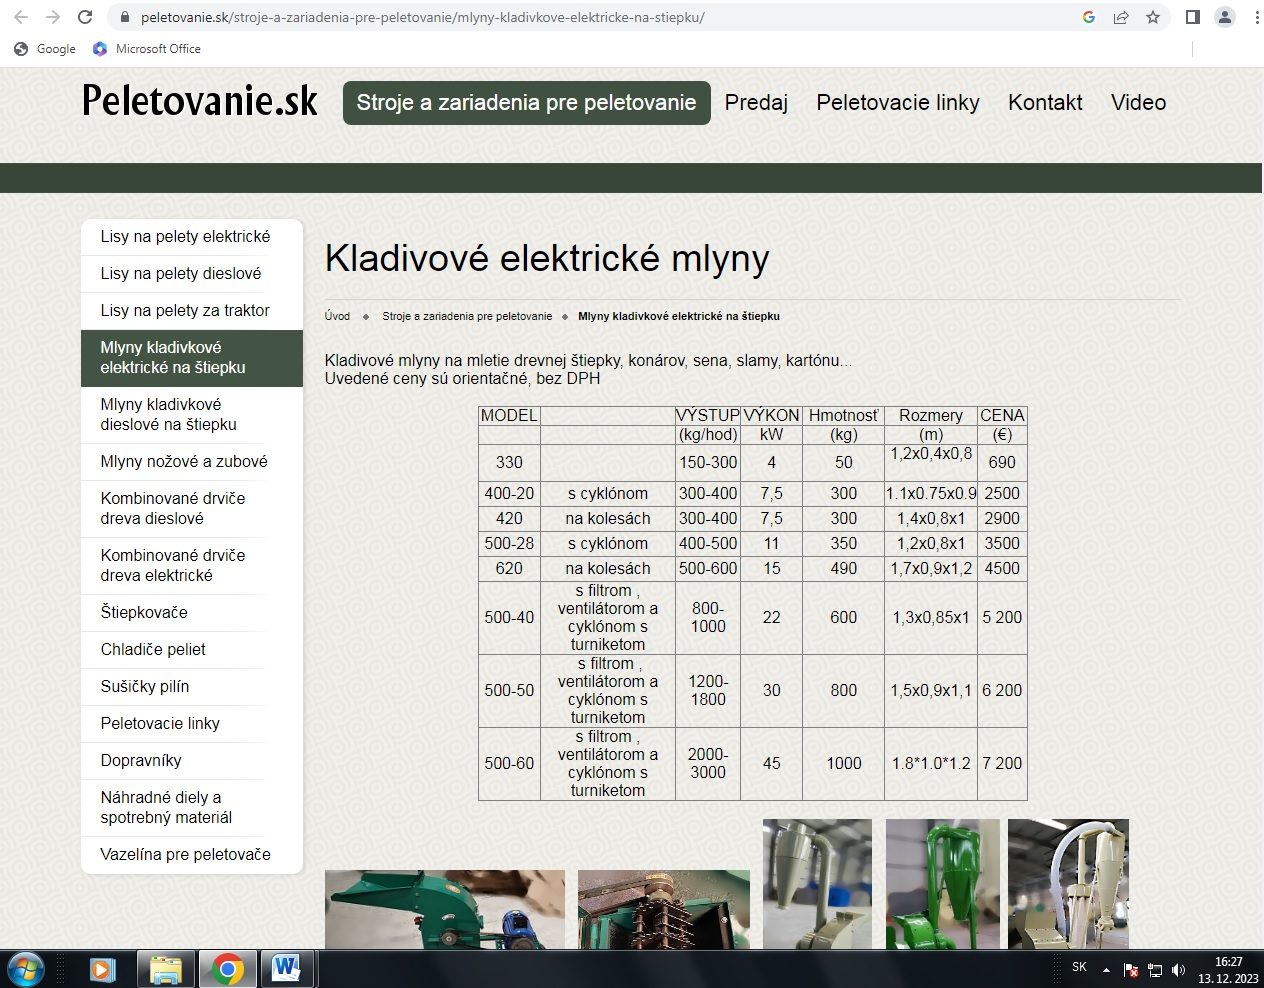 peletovanie.sk/stroje-a-zariadenia-pre-peletovanie/mlyny-kladivkove-elektricke-na-stiepku/
Google Microsoft Office
Peletovanie.sk Stroje a zariadenia pre peletovanie Predaj Peletovacie linky Kontakt Video
Lisy na pelety elektrické
Lisy na pelety dieslové
Lisy na pelety za traktor
Mlyny kladivkové
elektrické na štiepku
Mlyny kladivkové
dieslové na štiepku
Mlyny nožové a zubové
Kombinované drviče
dreva dieslové
Kombinované drviče
dreva elektrické
Štiepkovače
Chladiče peliet
Sušičky pilín
Peletovacie linky
Dopravníky
Náhradné diely a
spotrebný materiál
Vazelína pre peletovače
Kladivové elektrické mlyny
Úvod ◆ Stroje a zariadenia pre peletovanie ◆ Mlyny kladivkové elektrické na štiepku
Kladivové mlyny na mletie drevnej štiepky, konárov, sena, slamy, kartónu...
Uvedené ceny sú orientačné, bez DPH
MODEL VÝSTUP VÝKON Hmotnosť Rozmery CENA
(kg/hod) kW (kg) (m) (€)
330 150-300 4 50 1,2x0,4x0,8 690
400-20 s cyklónom 300-400 7,5 300 1.1x0.75x0.9 2500
420 na kolesách 300-400 7,5 300 1,4x0,8x1 2900
500-28 s cyklónom 400-500 11 350 1,2x0,8x1 3500
620 na kolesách 500-600 15 490 1,7x0,9x1,2 4500
500-40 s filtrom ,
ventilátorom a
cyklónom s
turniketom 800-
1000 22 600 1,3x0,85x1 5 200
500-50 s filtrom ,
ventilátorom a
cyklónom s
turniketom 1200-
1800 30 800 1,5x0,9x1,1 6 200
500-60 s filtrom ,
ventilátorom a
cyklónom s
turniketom 2000-
3000 45 1000 1.8*1.0*1.2 7 200
SK 16:27
13. 12. 2023